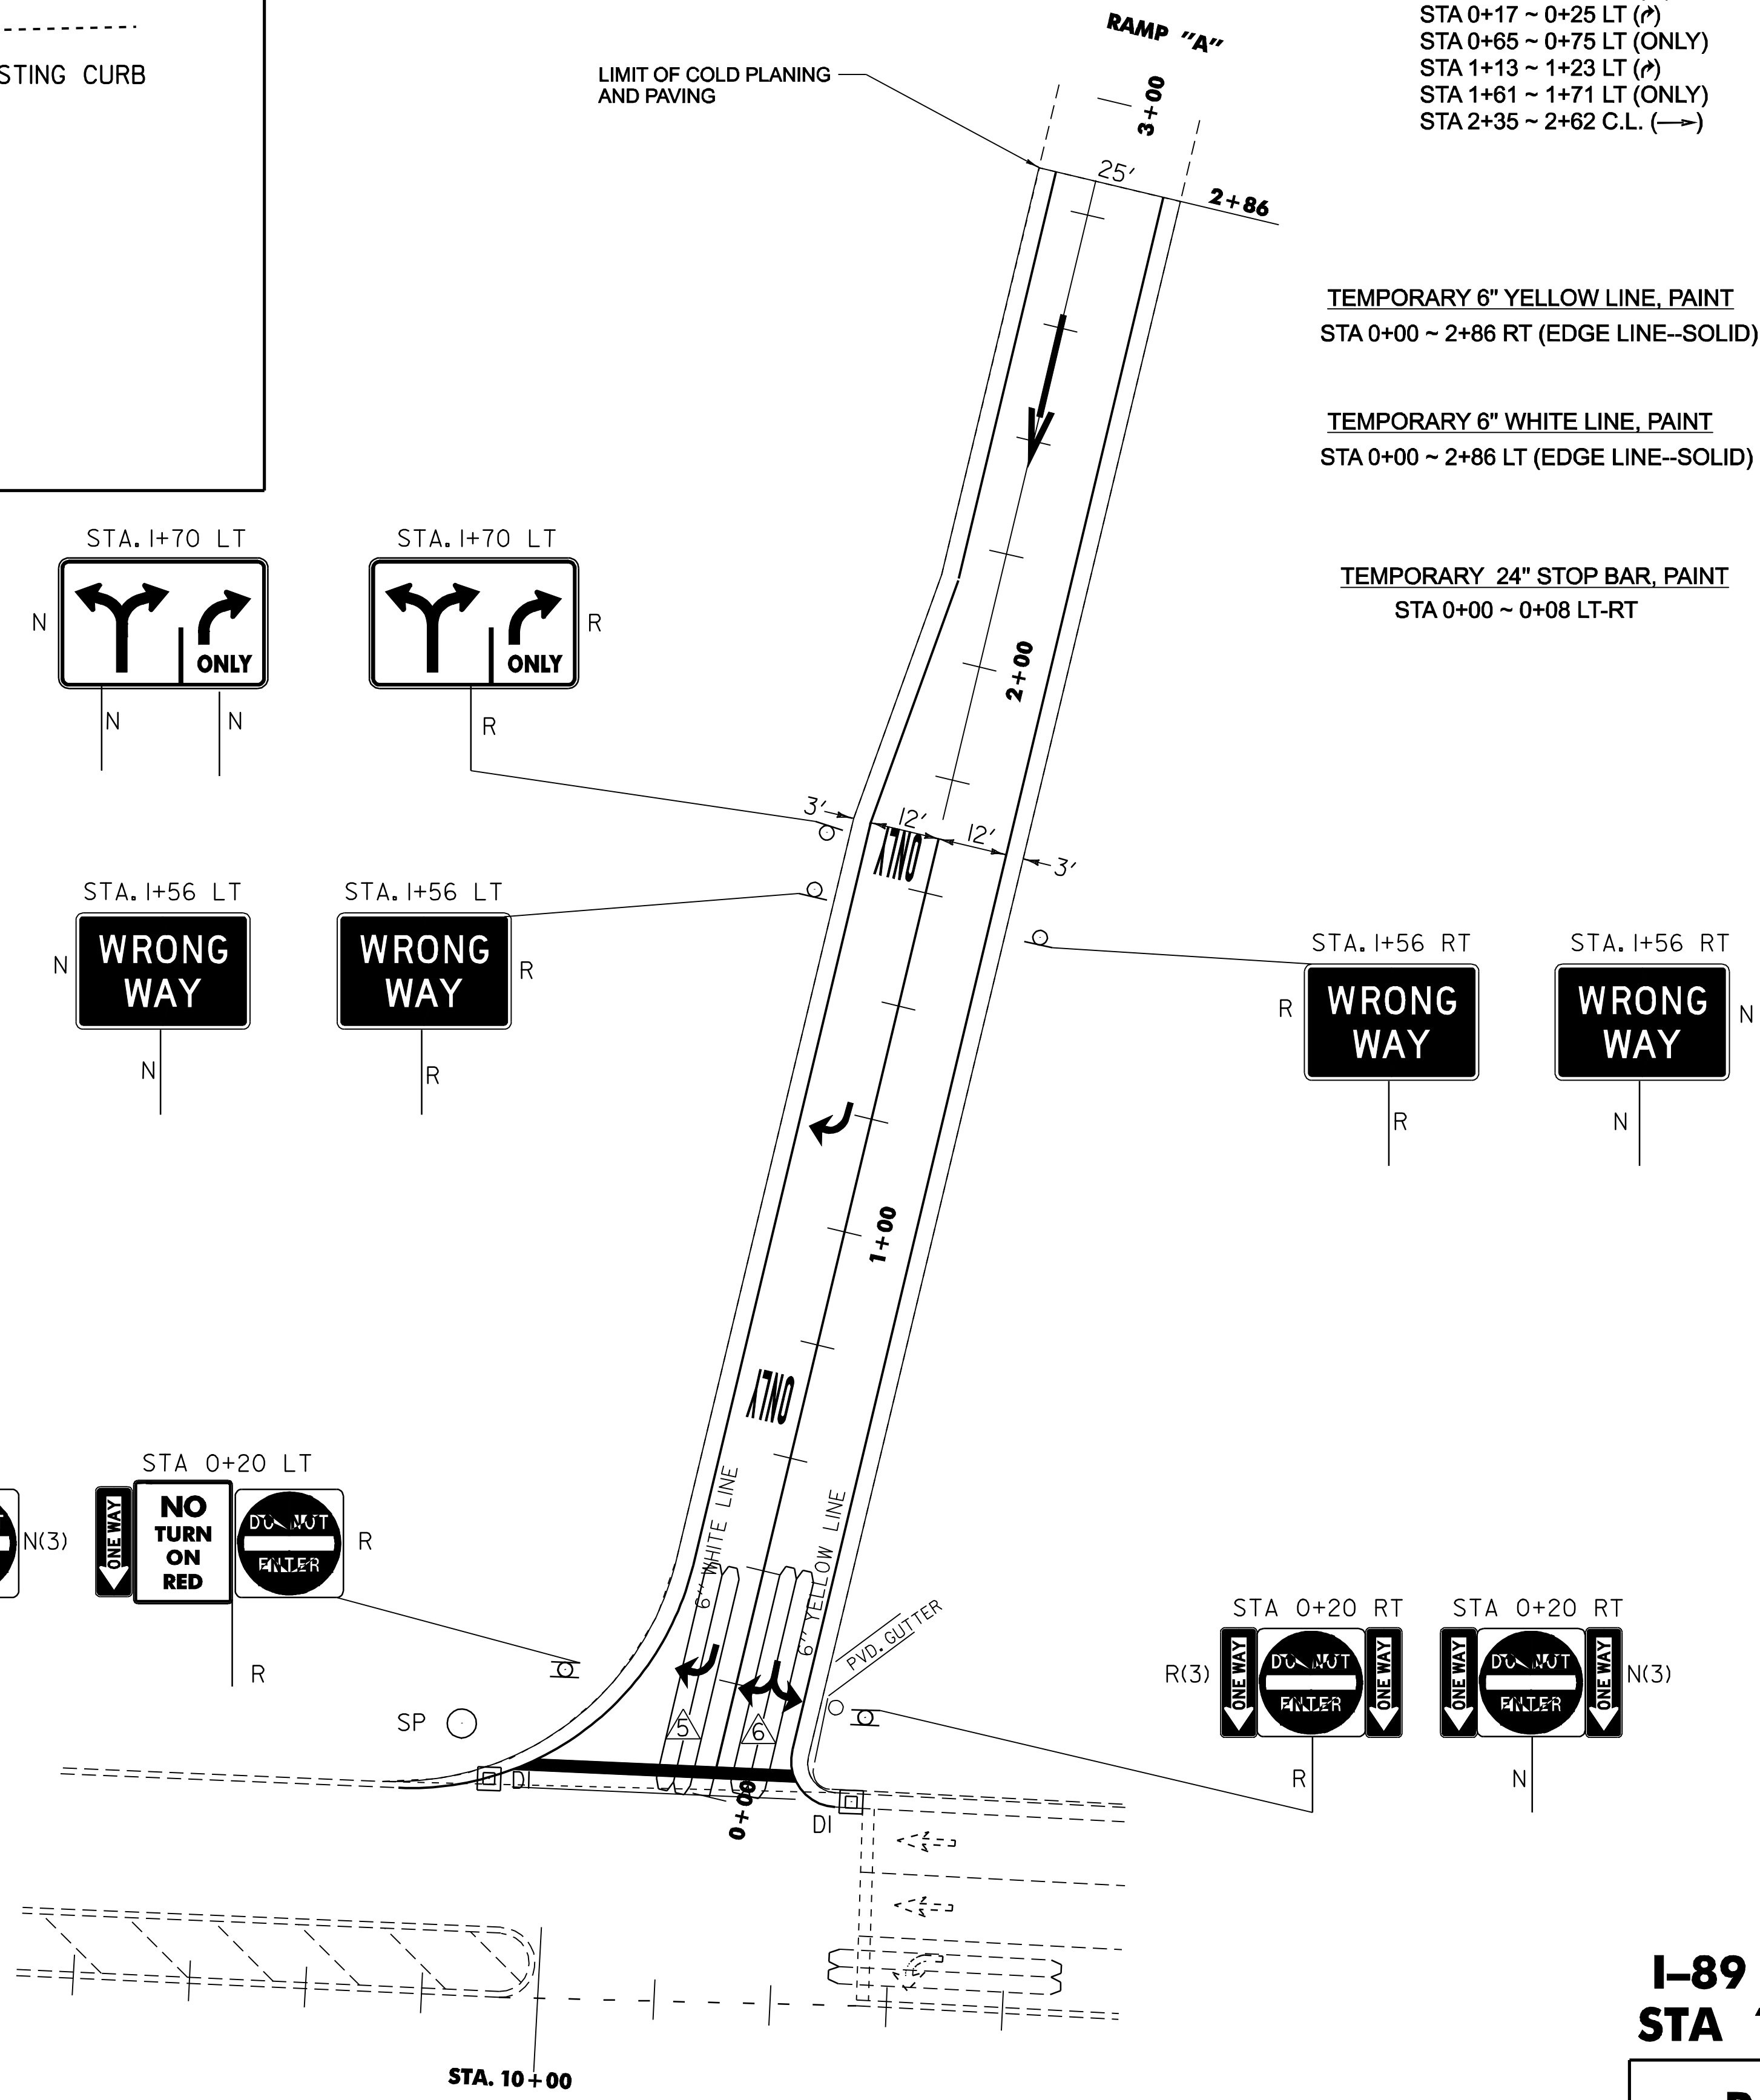 STING CURB
RAMP "A"
LIMIT OF COLD PLANING
AND PAVING
3+00
25'
2+86
STA 0+17 ~ 0+25 LT (↱)
STA 0+65 ~ 0+75 LT (ONLY)
STA 1+13 ~ 1+23 LT (↱)
STA 1+61 ~ 1+71 LT (ONLY)
STA 2+35 ~ 2+62 C.L. (→)
TEMPORARY 6" YELLOW LINE, PAINT
STA 0+00 ~ 2+86 RT (EDGE LINE--SOLID)
TEMPORARY 6" WHITE LINE, PAINT
STA 0+00 ~ 2+86 LT (EDGE LINE--SOLID)
TEMPORARY 24" STOP BAR, PAINT
STA 0+00 ~ 0+08 LT-RT
STA. 1+70 LT
N
ONLY
N
N
STA. 1+70 LT
ONLY
R
R
2+00
3'
12'
12'
3'
ONLY
STA. 1+56 LT
N
WRONG
WAY
N
STA. 1+56 LT
WRONG
WAY
R
R
STA. 1+56 RT
R
WRONG
WAY
R
STA. 1+56 RT
WRONG
WAY
N
N
1+00
ONLY
N(3)
STA 0+20 LT
ONE WAY
NO
TURN
ON
RED
DO NOT
ENTER
R
R
6" WHITE LINE
6" YELLOW LINE
PVD. GUTTER
STA 0+20 RT
R(3)
ONE WAY
DO NOT
ENTER
ONE WAY
R
STA 0+20 RT
ONE WAY
DO NOT
ENTER
ONE WAY
N(3)
N
SP
5
6
DI
0+00
DI
STA. 10+00
I-89
STA